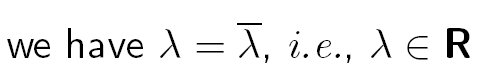 we have λ = λ̅, i.e., λ ∈ R